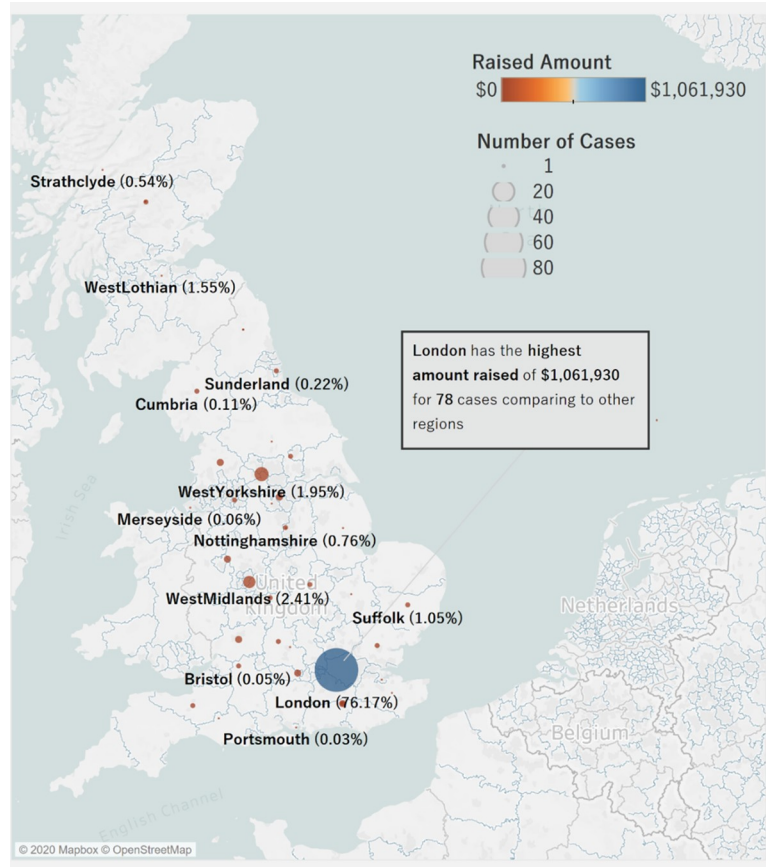 Raised Amount
$0 $1,061,930
Number of Cases
1
20
40
60
80
Strathclyde (0.54%)
WestLothian (1.55%)
London has the highest
amount raised of $1,061,930
for 78 cases comparing to other
regions
Sunderland (0.22%)
Cumbria (0.11%)
Irish Sea
WestYorkshire (1.95%)
Merseyside (0.06%)
Nottinghamshire (0.76%)
United
Kingdom
WestMidlands (2.41%)
Netherlands
Suffolk (1.05%)
Bristol (0.05%)
London (76.17%)
Portsmouth (0.03%)
Belgium
English Channel
© 2020 Mapbox © OpenStreetMap